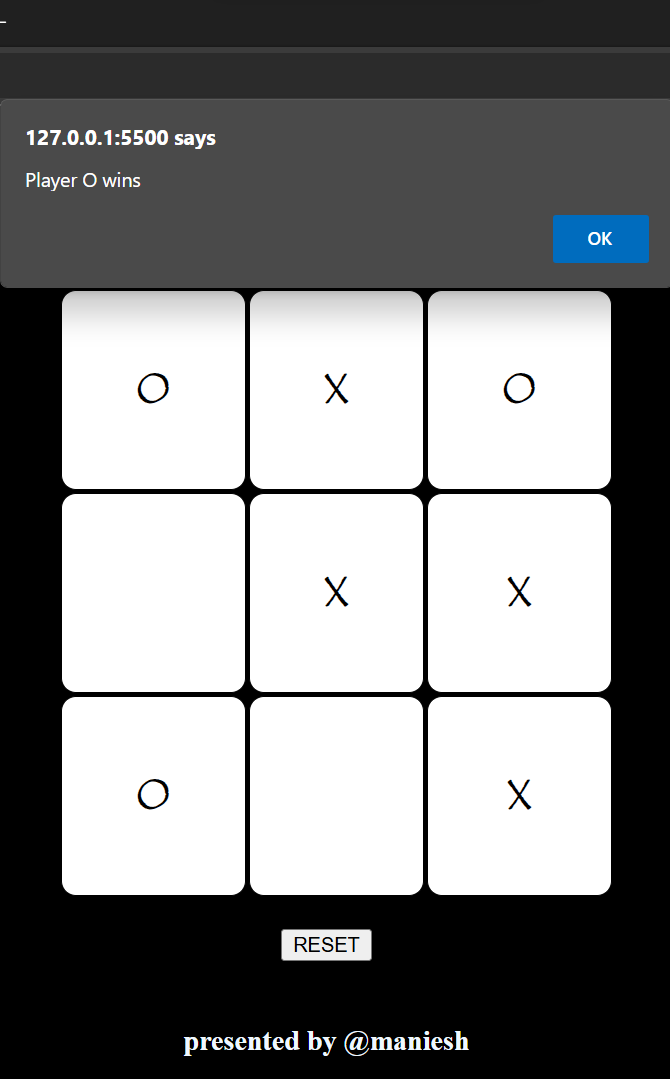 127.0.0.1:5500 says
Player O wins
OK
O X O
X X
O X
RESET
presented by @maniesh